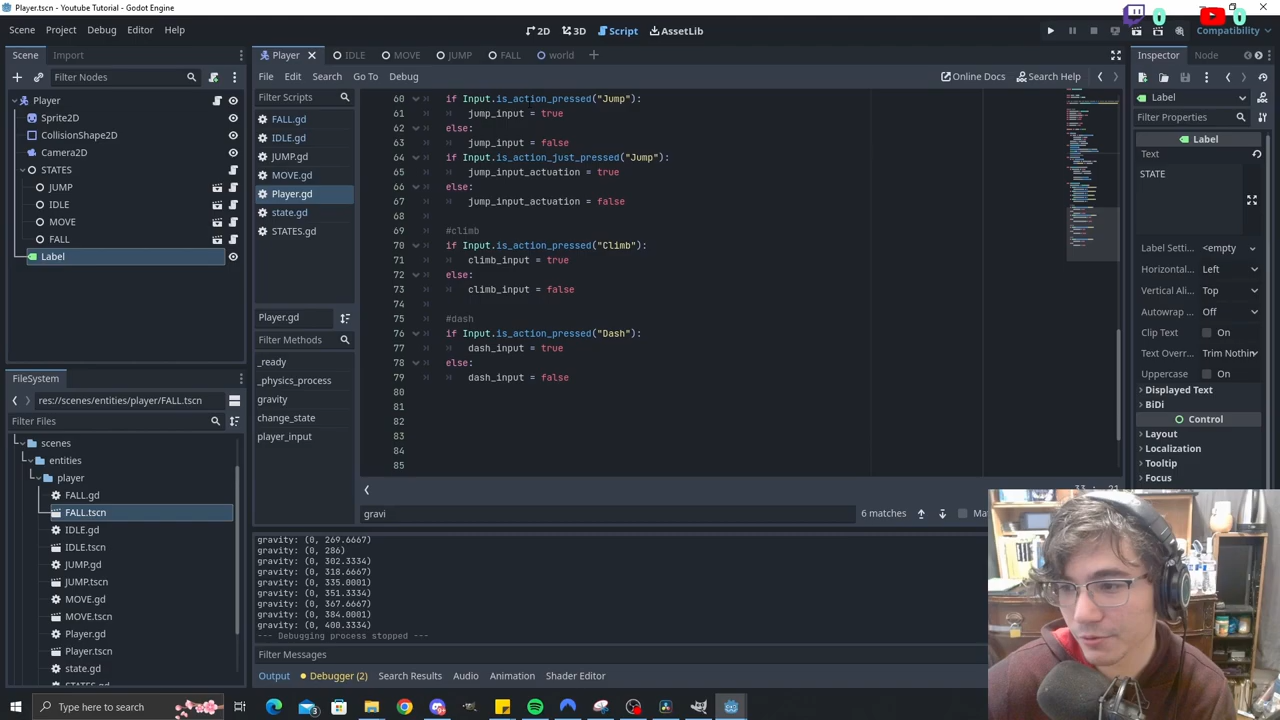 Player.tscn - Youtube Tutorial - Godot Engine
0
0
Scene Project Debug Editor Help
2D 3D Script AssetLib
Compatibility
Scene Import
Player IDLE MOVE JUMP FALL world
Inspector Node
Filter Nodes
File Edit Search Go To Debug
Online Docs Search Help
Player
Sprite2D
CollisionShape2D
Camera2D
STATES
JUMP
IDLE
MOVE
FALL
Label
Filter Scripts
FALL.gd
IDLE.gd
JUMP.gd
MOVE.gd
Player.gd
state.gd
STATES.gd
Player.gd
Filter Methods
_ready
_physics_process
gravity
change_state
player_input
60 if Input.is_action_pressed("Jump"):
61 jump_input = true
62 else:
63 jump_input = false
64 if Input.is_action_just_pressed("Jump"):
65 jump_input_actuation = true
66 else:
67 jump_input_actuation = false
68
69 #climb
70 if Input.is_action_pressed("Climb"):
71 climb_input = true
72 else:
73 climb_input = false
74
75 #dash
76 if Input.is_action_pressed("Dash"):
77 dash_input = true
78 else:
79 dash_input = false
80
81
82
83
84
85
gravi
6 matches
gravity: (0, 269.6667)
gravity: (0, 286)
gravity: (0, 302.3334)
gravity: (0, 318.6667)
gravity: (0, 335.0001)
gravity: (0, 351.3334)
gravity: (0, 367.6667)
gravity: (0, 384.0001)
gravity: (0, 400.3334)
--- Debugging process stopped ---
Filter Messages
Output Debugger (2) Search Results Audio Animation Shader Editor
Label
Filter Properties
Label
Text
STATE
Label Setti... <empty>
Horizontal... Left
Vertical Ali... Top
Autowrap ... Off
Clip Text On
Text Overr... Trim Nothin
Uppercase On
Displayed Text
BiDi
Control
Layout
Localization
Tooltip
Focus
FileSystem
res://scenes/entities/player/FALL.tscn
Filter Files
scenes
entities
player
FALL.gd
FALL.tscn
IDLE.gd
IDLE.tscn
JUMP.gd
JUMP.tscn
MOVE.gd
MOVE.tscn
Player.gd
Player.tscn
state.gd
Type here to search